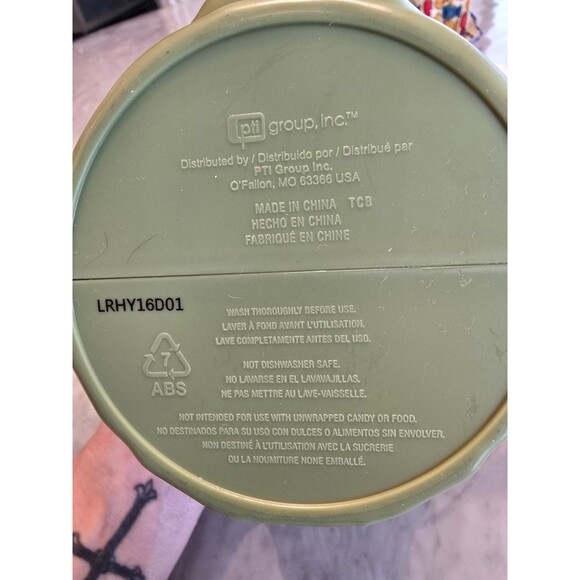 pti group, inc.™
Distributed by / Distribuido por / Distribué par
PTI Group Inc.
O'Fallon, MO 63366 USA
MADE IN CHINA TCB
HECHO EN CHINA
FABRIQUÉ EN CHINE
LRHY16D01
WASH THOROUGHLY BEFORE USE.
LAVER À FOND AVANT L'UTILISATION.
LAVE COMPLETAMENTE ANTES DEL USO.
7
ABS
NOT DISHWASHER SAFE.
NO LAVARSE EN EL LAVAVAJILLAS.
NE PAS METTRE AU LAVE-VAISSELLE.
NOT INTENDED FOR USE WITH UNWRAPPED CANDY OR FOOD.
NO DESTINADOS PARA SU USO CON DULCES O ALIMENTOS SIN ENVOLVER.
NON DESTINÉ À L'UTILISATION AVEC LA SUCRERIE
OU LA NOURRITURE NONE EMBALLÉ.